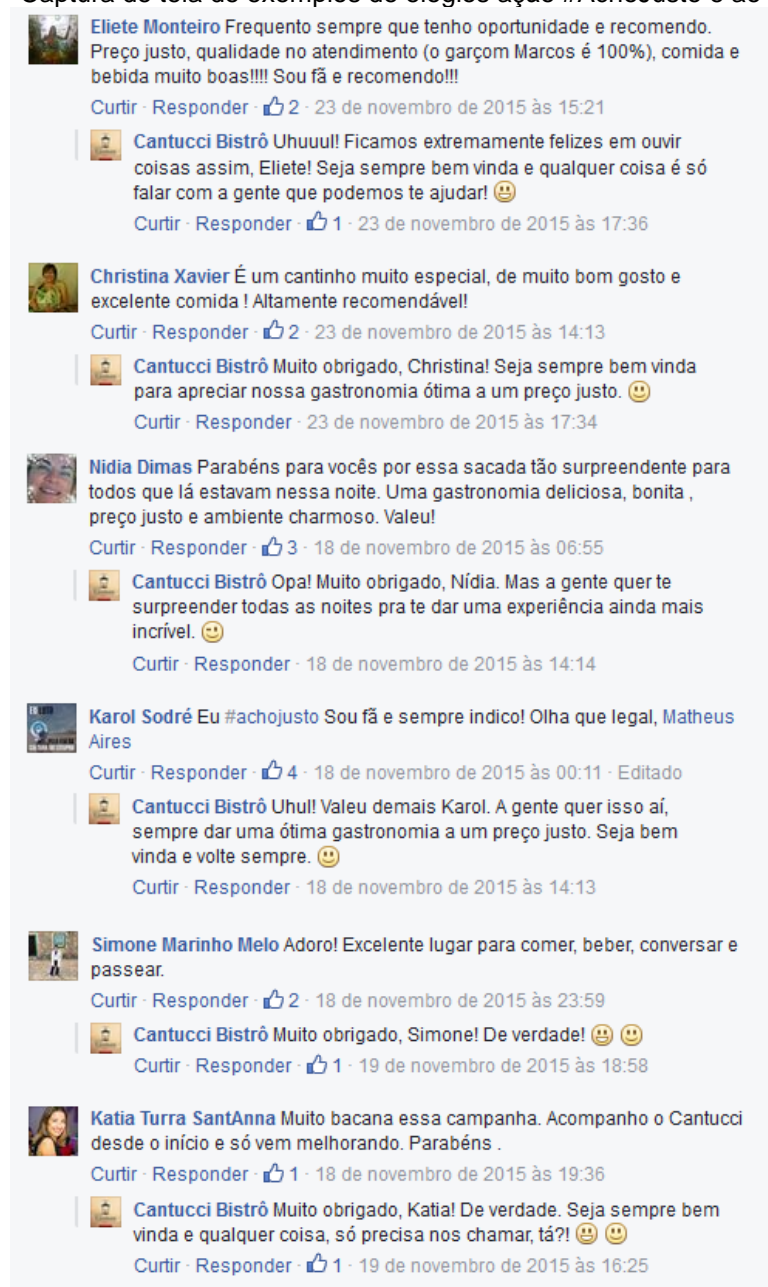 Captura de tela de exemplos de elogios ação #AcheiJusto e ao
Eliete Monteiro Frequento sempre que tenho oportunidade e recomendo.
Preço justo, qualidade no atendimento (o garçom Marcos é 100%), comida e
bebida muito boas!!!! Sou fã e recomendo!!!
Curtir · Responder · 2 · 23 de novembro de 2015 às 15:21
Cantucci Bistrô Uhuuul! Ficamos extremamente felizes em ouvir
coisas assim, Eliete! Seja sempre bem vinda e qualquer coisa é só
falar com a gente que podemos te ajudar!
Curtir · Responder · 1 · 23 de novembro de 2015 às 17:36
Christina Xavier É um cantinho muito especial, de muito bom gosto e
excelente comida ! Altamente recomendável!
Curtir · Responder · 2 · 23 de novembro de 2015 às 14:13
Cantucci Bistrô Muito obrigado, Christina! Seja sempre bem vinda
para apreciar nossa gastronomia ótima a um preço justo.
Curtir · Responder · 23 de novembro de 2015 às 17:34
Nidia Dimas Parabéns para vocês por essa sacada tão surpreendente para
todos que lá estavam nessa noite. Uma gastronomia deliciosa, bonita ,
preço justo e ambiente charmoso. Valeu!
Curtir · Responder · 3 · 18 de novembro de 2015 às 06:55
Cantucci Bistrô Opa! Muito obrigado, Nídia. Mas a gente quer te
surpreender todas as noites pra te dar uma experiência ainda mais
incrível.
Curtir · Responder · 18 de novembro de 2015 às 14:14
Karol Sodré Eu #achojusto Sou fã e sempre indico! Olha que legal, Matheus
Aires
Curtir · Responder · 4 · 18 de novembro de 2015 às 00:11 · Editado
Cantucci Bistrô Uhul! Valeu demais Karol. A gente quer isso aí,
sempre dar uma ótima gastronomia a um preço justo. Seja bem
vinda e volte sempre.
Curtir · Responder · 18 de novembro de 2015 às 14:13
Simone Marinho Melo Adoro! Excelente lugar para comer, beber, conversar e
passear.
Curtir · Responder · 2 · 18 de novembro de 2015 às 23:59
Cantucci Bistrô Muito obrigado, Simone! De verdade!
Curtir · Responder · 1 · 19 de novembro de 2015 às 18:58
Katia Turra SantAnna Muito bacana essa campanha. Acompanho o Cantucci
desde o início e só vem melhorando. Parabéns .
Curtir · Responder · 1 · 18 de novembro de 2015 às 19:36
Cantucci Bistrô Muito obrigado, Katia! De verdade. Seja sempre bem
vinda e qualquer coisa, só precisa nos chamar, tá?!
Curtir · Responder · 1 · 19 de novembro de 2015 às 16:25